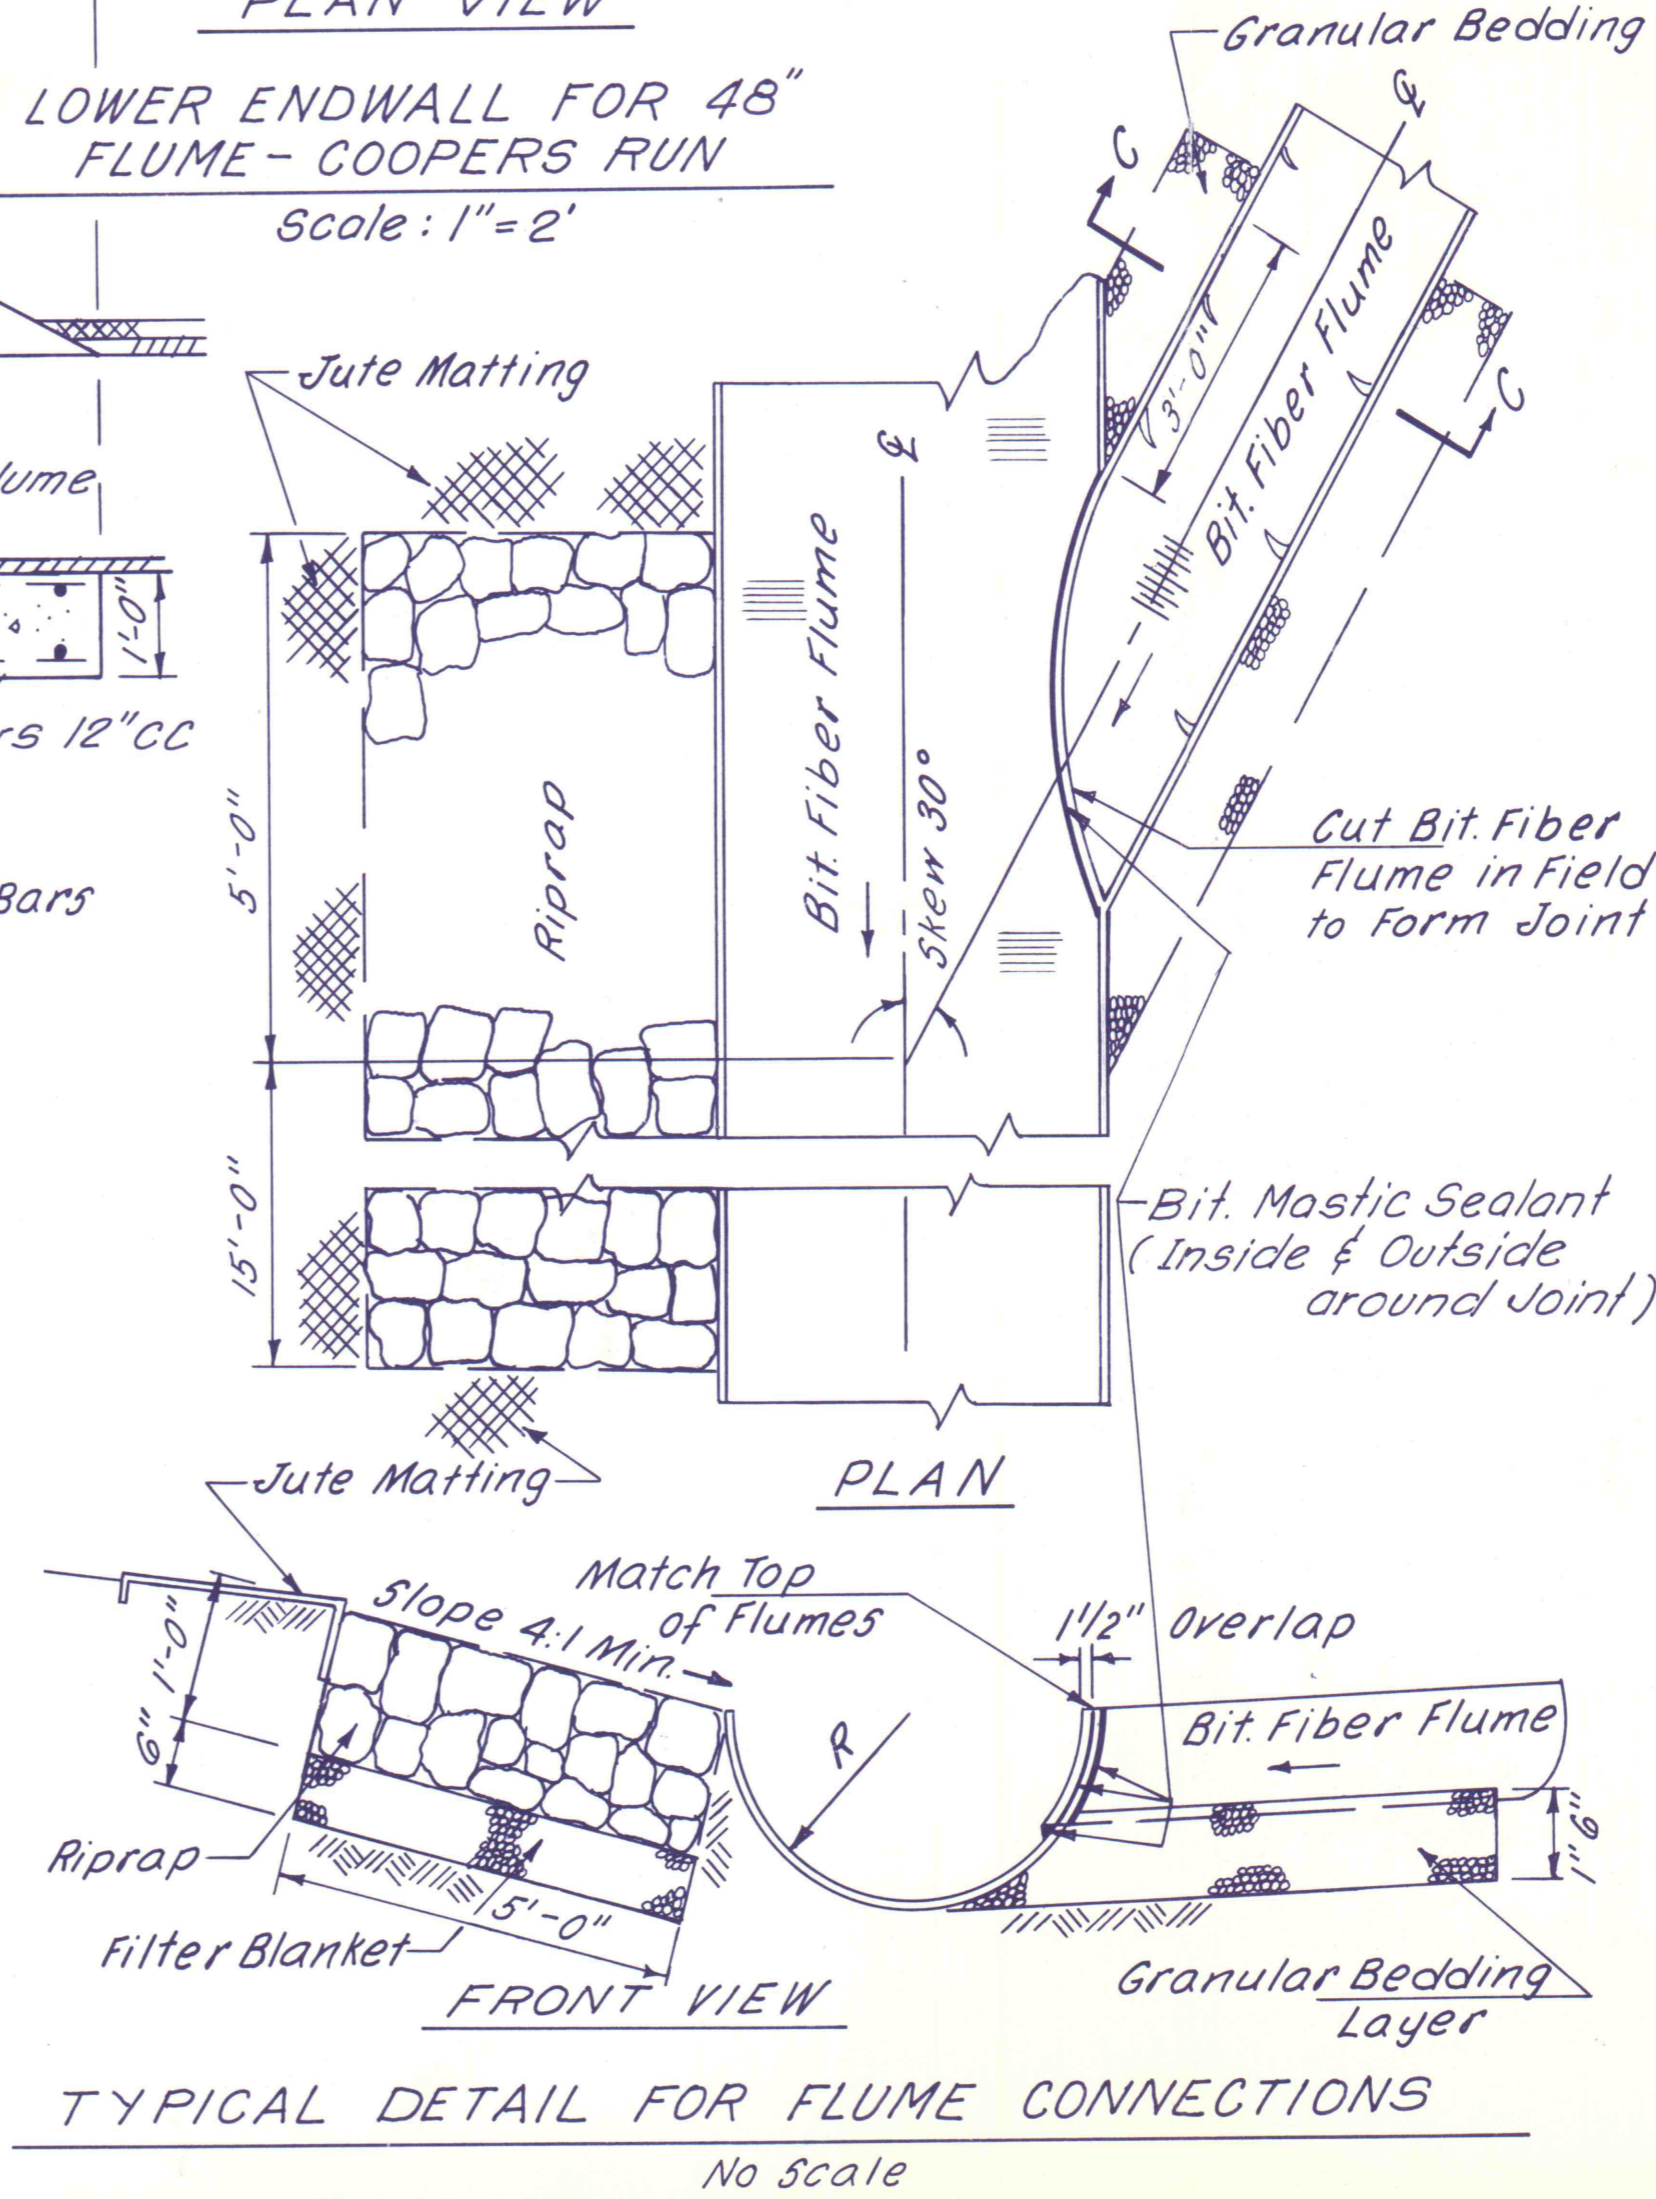 PLAN VIEW
LOWER ENDWALL FOR 48"
FLUME - COOPERS RUN
Scale: 1"=2'
Granular Bedding
℄
C
C
3'-0"
Bit. Fiber Flume
Jute Matting
lume
1'-0"
rs 12"CC
Bars
5'-0"
Riprap
℄
Bit. Fiber Flume
Skew 30°
Cut Bit. Fiber
Flume in Field
to Form Joint
15'-0"
Bit. Mastic Sealant
(Inside & Outside
around Joint)
Jute Matting
PLAN
Match Top
of Flumes
Slope 4:1 Min.
1 1/2" Overlap
1'-0"
6"
R
Bit. Fiber Flume
1" 6"
Riprap
5'-0"
Filter Blanket
FRONT VIEW
Granular Bedding
Layer
TYPICAL DETAIL FOR FLUME CONNECTIONS
No Scale